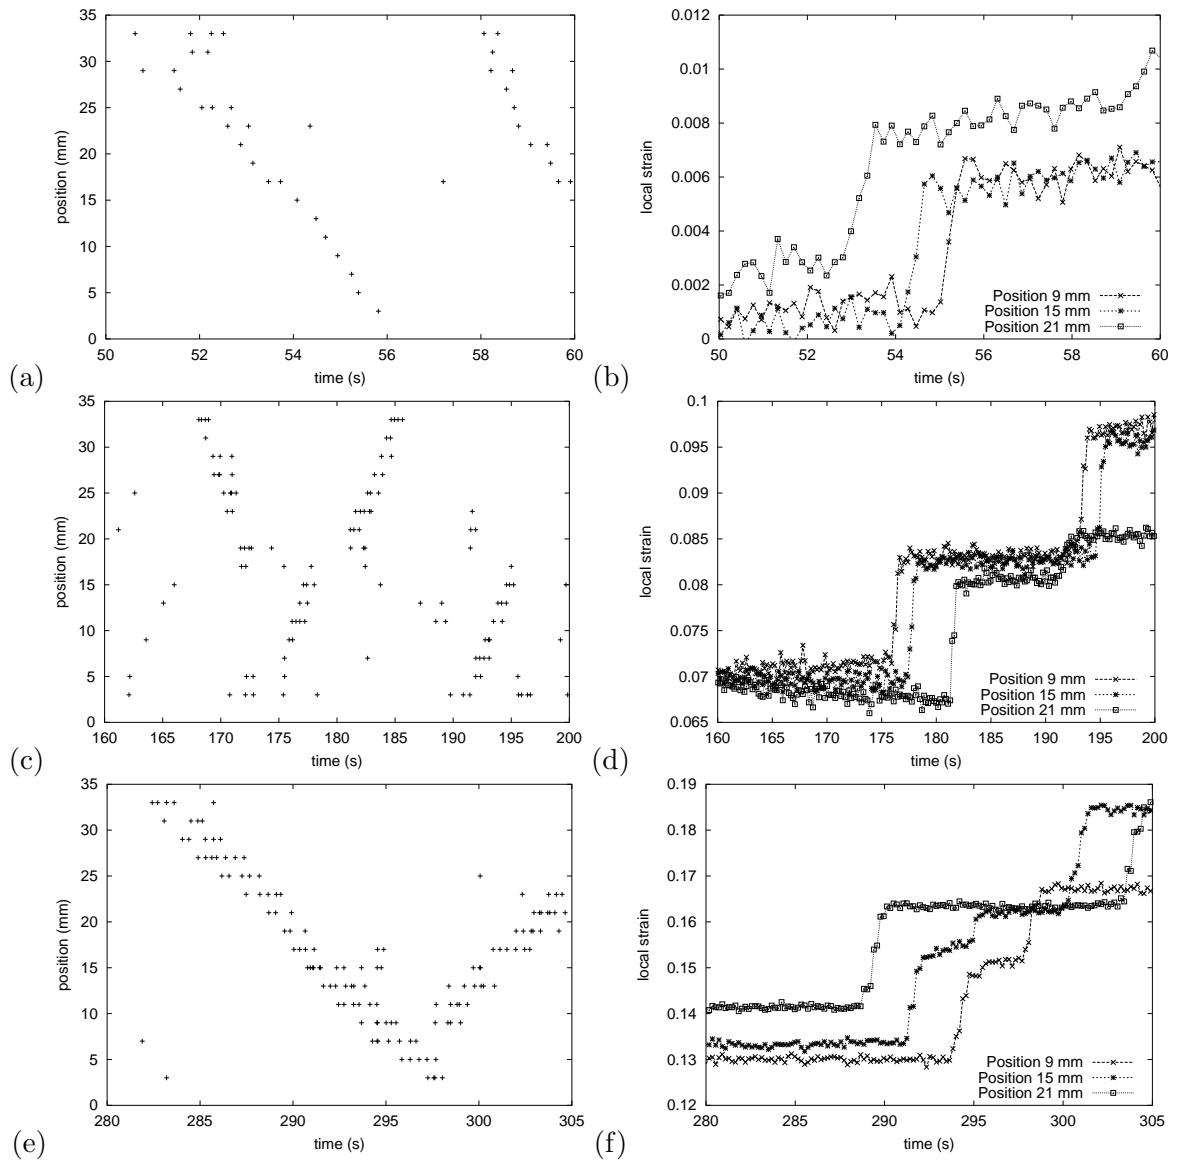 35
30
25
20
15
10
5
0
position (mm)
50 52 54 56 58 60
time (s)
(a)
0.012
0.01
0.008
0.006
0.004
0.002
0
local strain
Position 9 mm
Position 15 mm
Position 21 mm
50 52 54 56 58 60
time (s)
(b)
35
30
25
20
15
10
5
0
position (mm)
160 165 170 175 180 185 190 195 200
time (s)
(c)
0.1
0.095
0.09
0.085
0.08
0.075
0.07
0.065
local strain
Position 9 mm
Position 15 mm
Position 21 mm
160 165 170 175 180 185 190 195 200
time (s)
(d)
35
30
25
20
15
10
5
0
position (mm)
280 285 290 295 300 305
time (s)
(e)
0.19
0.18
0.17
0.16
0.15
0.14
0.13
0.12
local strain
Position 9 mm
Position 15 mm
Position 21 mm
280 285 290 295 300 305
time (s)
(f)